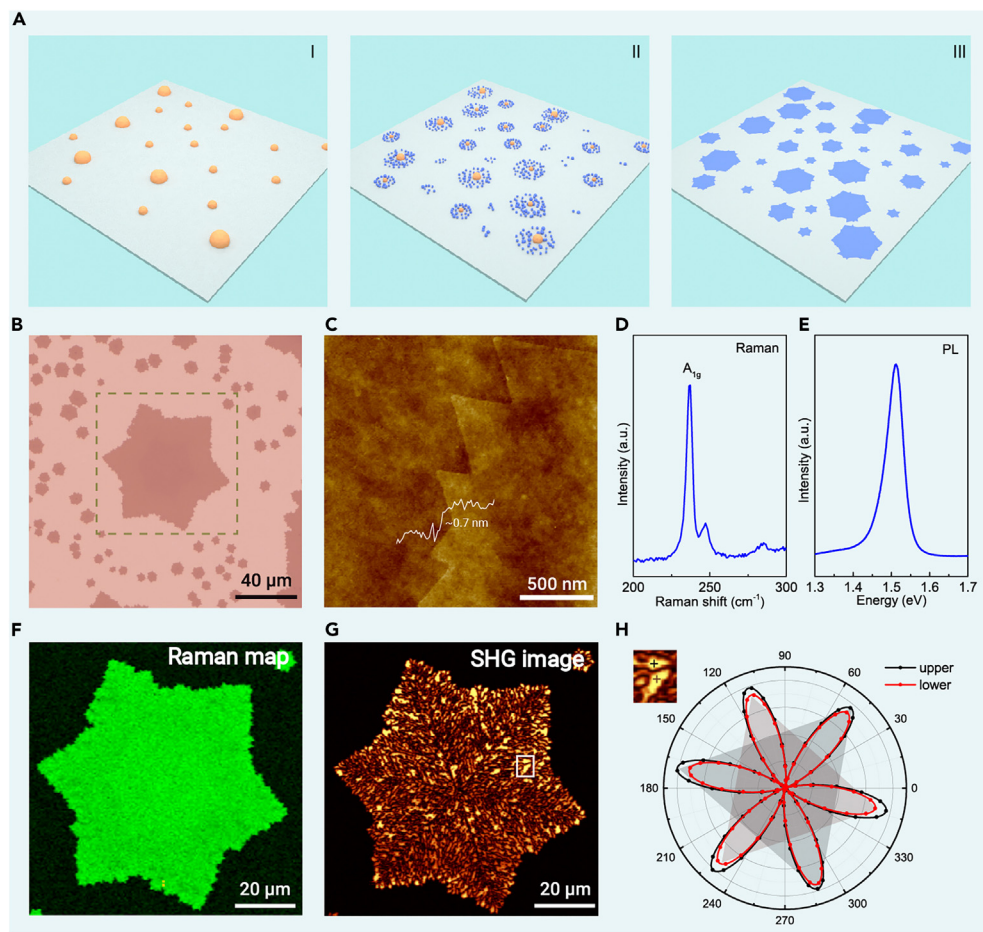 A
I
II
III
B
40 µm
C
~0.7 nm
500 nm
D
Raman
A1g
Intensity (a.u.)
200
250
300
Raman shift (cm-1)
E
PL
Intensity (a.u.)
1.3
1.4
1.5
1.6
1.7
Energy (eV)
F
Raman map
20 µm
G
SHG image
20 µm
H
upper
lower
90
60
30
0
330
300
270
240
210
180
150
120